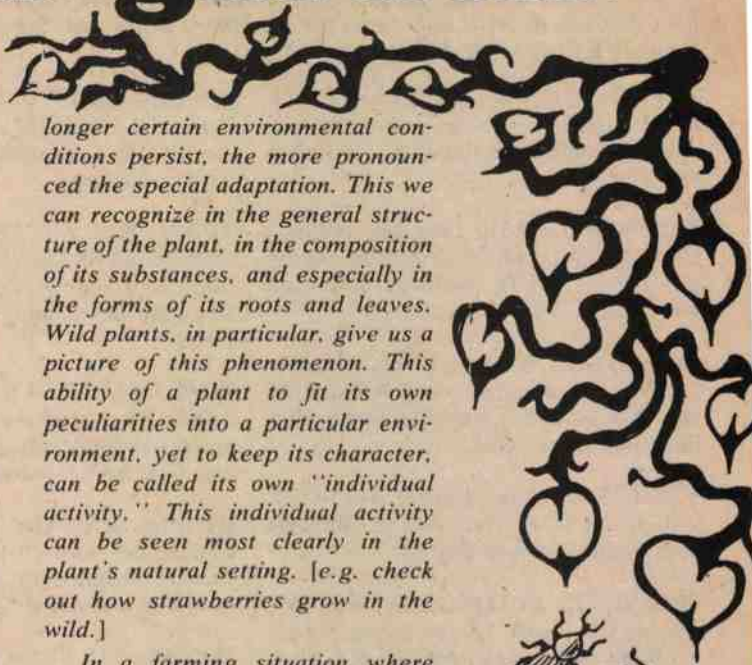 longer certain environmental con-
ditions persist, the more pronoun-
ced the special adaptation. This we
can recognize in the general struc-
ture of the plant, in the composition
of its substances, and especially in
the forms of its roots and leaves.
Wild plants, in particular, give us a
picture of this phenomenon. This
ability of a plant to fit its own
peculiarities into a particular envi-
ronment, yet to keep its character,
can be called its own "individual
activity." This individual activity
can be seen most clearly in the
plant's natural setting. [e.g. check
out how strawberries grow in the
wild.]
In a farming situation where